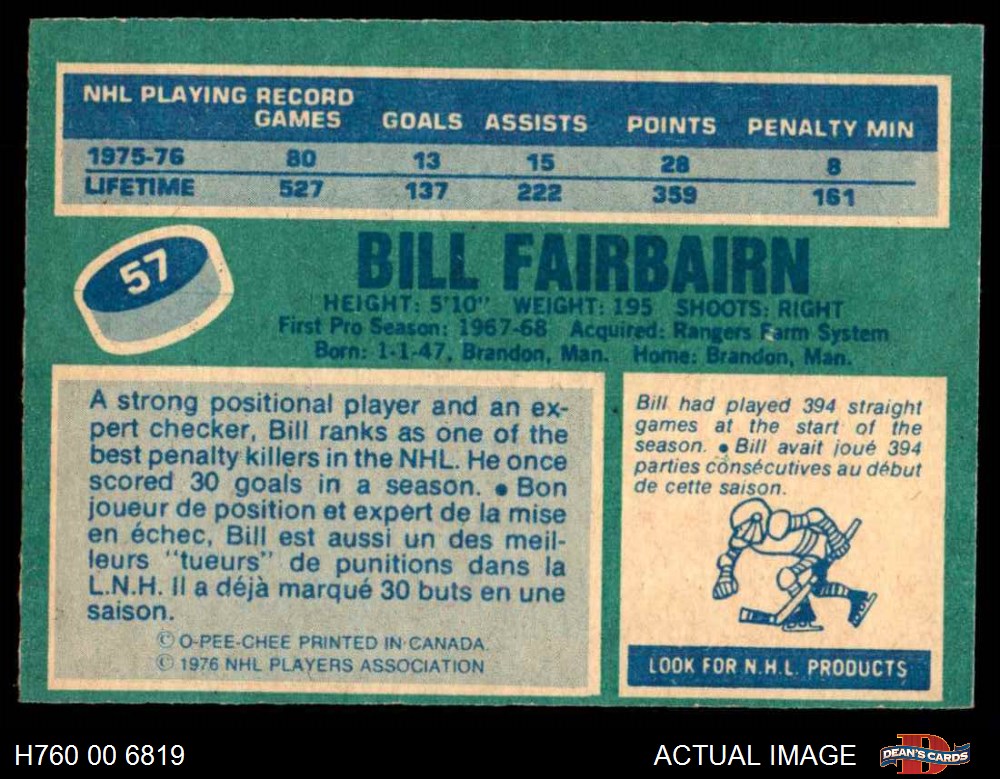 NHL PLAYING RECORD
GAMES GOALS ASSISTS POINTS PENALTY MIN
1975-76 80 13 15 28 8
LIFETIME 527 137 222 359 161
57
BILL FAIRBAIRN
HEIGHT: 5'10" WEIGHT: 195 SHOOTS: RIGHT
First Pro Season: 1967-68 Acquired: Rangers Farm System
Born: 1-1-47, Brandon, Man. Home: Brandon, Man.
A strong positional player and an ex-
pert checker, Bill ranks as one of the
best penalty killers in the NHL. He once
scored 30 goals in a season. ● Bon
joueur de position et expert de la mise
en échec, Bill est aussi un des meil-
leurs "tueurs" de punitions dans la
L.N.H. Il a déjà marqué 30 buts en une
saison.
© O-PEE-CHEE PRINTED IN CANADA.
© 1976 NHL PLAYERS ASSOCIATION
Bill had played 394 straight
games at the start of the
season. ● Bill avait joué 394
parties consécutives au début
de cette saison.
LOOK FOR N.H.L. PRODUCTS
H760 00 6819
ACTUAL IMAGE
D
DEAN'S CARDS